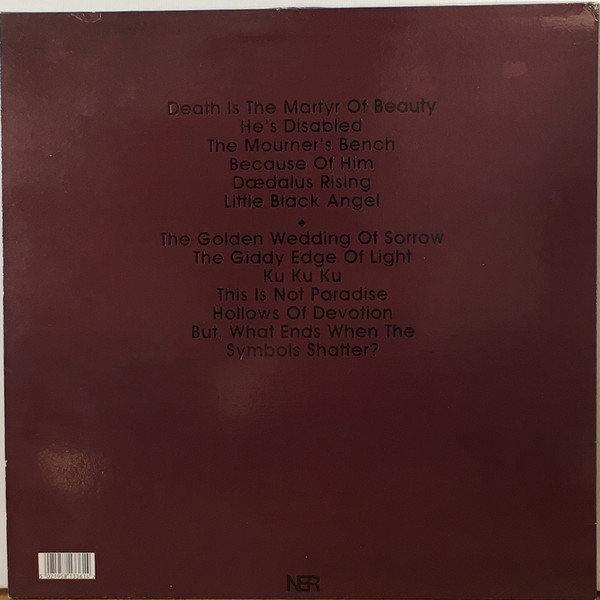 Death Is The Martyr Of Beauty
He's Disabled
The Mourner's Bench
Because Of Him
Dædalus Rising
Little Black Angel
The Golden Wedding Of Sorrow
The Giddy Edge Of Light
Ku Ku Ku
This Is Not Paradise
Hollows Of Devotion
But, What Ends When The
Symbols Shatter?
NER